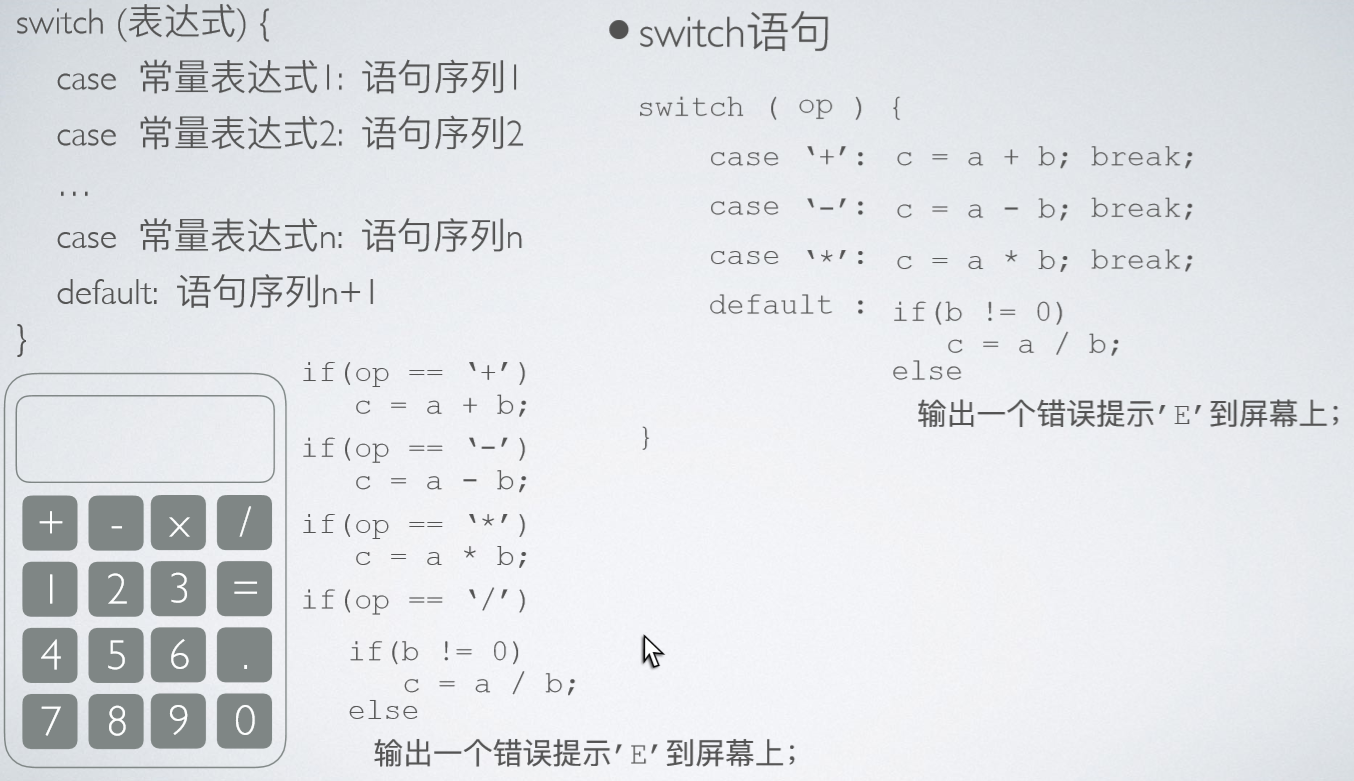 switch (表达式) {
case 常量表达式1: 语句序列1
case 常量表达式2: 语句序列2
…
case 常量表达式n: 语句序列n
default: 语句序列n+1
}
+ - x /
1 2 3 =
4 5 6 .
7 8 9 0
if(op == ‘+’)
c = a + b;
if(op == ‘-’)
c = a - b;
if(op == ‘*’)
c = a * b;
if(op == ‘/’)
if(b != 0)
c = a / b;
else
输出一个错误提示’E’到屏幕上;
●switch语句
switch ( op ) {
case ‘+’: c = a + b; break;
case ‘-’: c = a - b; break;
case ‘*’: c = a * b; break;
default : if(b != 0)
c = a / b;
else
输出一个错误提示’E’到屏幕上;
}